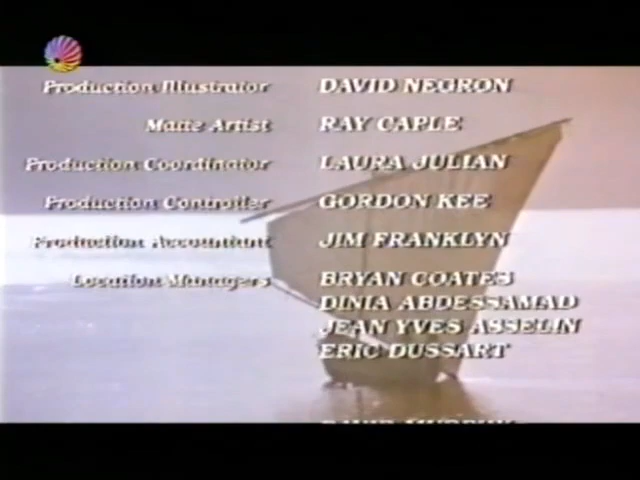 Production Illustrator DAVID NEGRON
Matte Artist RAY CAPLE
Production Coordinator LAURA JULIAN
Production Controller GORDON KEE
Production Accountant JIM FRANKLYN
Location Managers BRYAN COATES
DINIA ABDESSAMAD
JEAN YVES ASSELIN
ERIC DUSSART